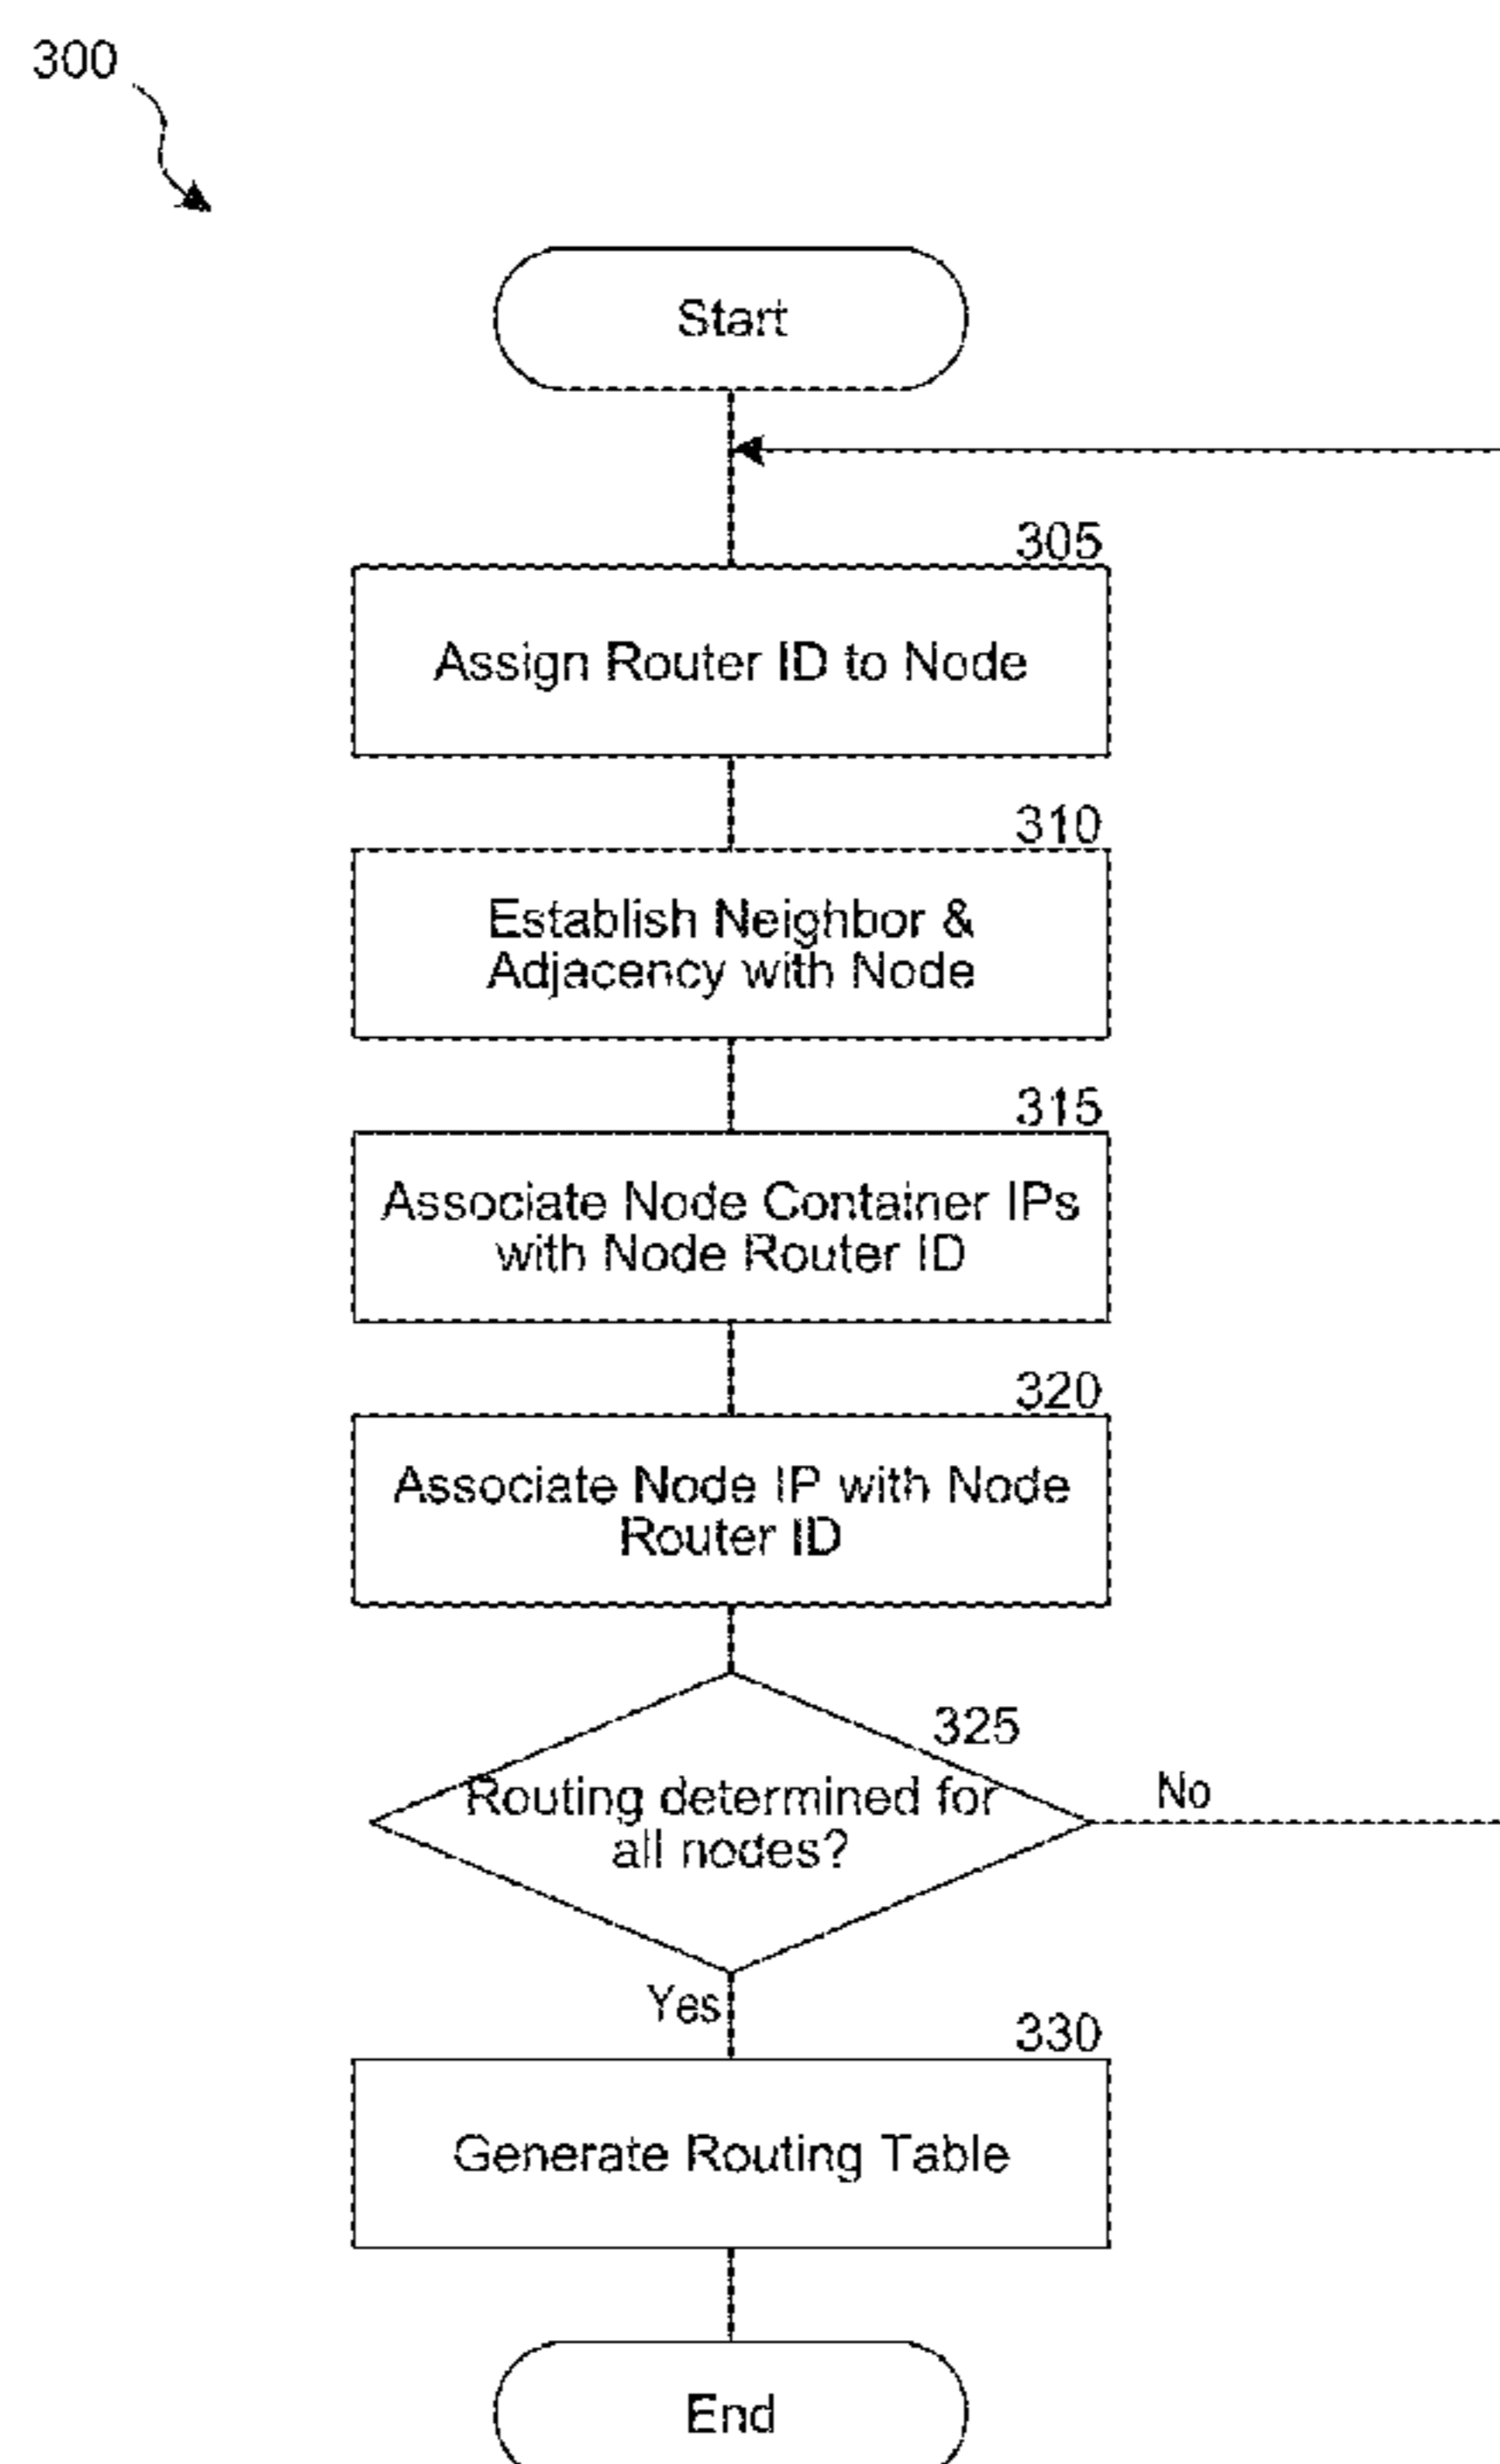 300
Start
305
Assign Router ID to Node
310
Establish Neighbor &
Adjacency with Node
315
Associate Node Container IPs
with Node Router ID
320
Associate Node IP with Node
Router ID
325
Routing determined for
all nodes?
No
Yes
330
Generate Routing Table
End